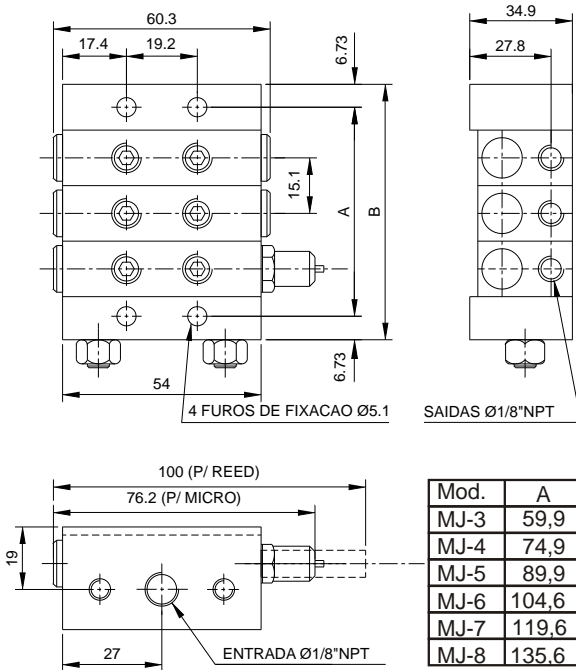 60.3
17.4
19.2
6.73
15.1
A
B
6.73
54
4 FUROS DE FIXACAO Ø5.1
34.9
27.8
SAIDAS Ø1/8"NPT
100 (P/ REED)
76.2 (P/ MICRO)
19
27
ENTRADA Ø1/8"NPT
Mod. A
MJ-3 59,9
MJ-4 74,9
MJ-5 89,9
MJ-6 104,6
MJ-7 119,6
MJ-8 135,6